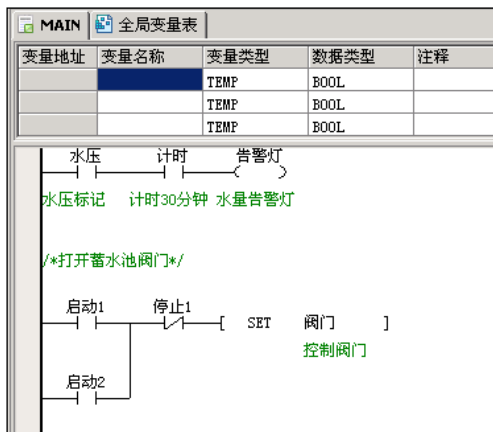 MAIN 全局变量表
变量地址 变量名称 变量类型 数据类型 注释
TEMP BOOL
TEMP BOOL
TEMP BOOL
水压 计时 告警灯
水压标记 计时30分钟 水量告警灯
/*打开蓄水池阀门*/
启动1 停止1
[ SET 阀门 ]
控制阀门
启动2